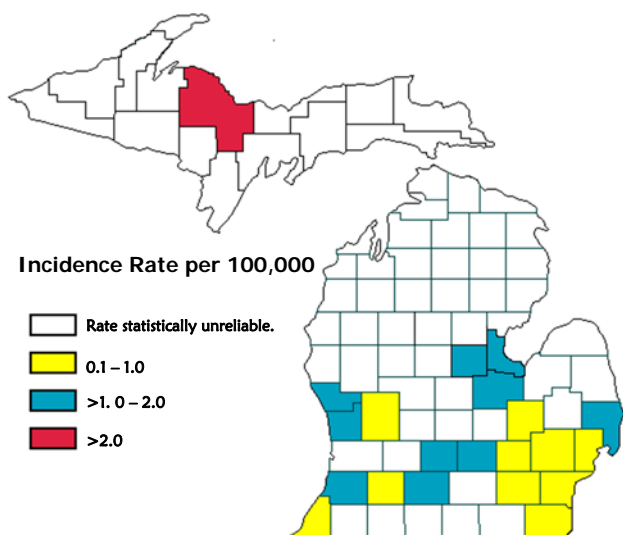 Incidence Rate per 100,000
Rate statistically unreliable.
0.1 – 1.0
>1. 0 – 2.0
>2.0